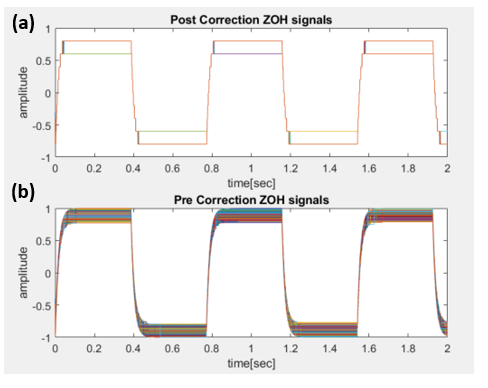 (a)
Post Correction ZOH signals
1
0.5
0
-0.5
-1
amplitude
0 0.2 0.4 0.6 0.8 1 1.2 1.4 1.6 1.8 2
time[sec]
(b)
Pre Correction ZOH signals
1
0.5
0
-0.5
-1
amplitude
0 0.2 0.4 0.6 0.8 1 1.2 1.4 1.6 1.8 2
time[sec]